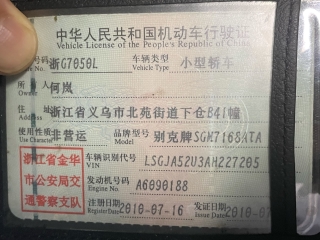 中华人民共和国机动车行驶证
Vehicle License of the People's Republic of China
号码 浙G7050L 车辆类型 小型轿车
Plate No. Vehicle Type
所 人 何岚
Owner
住 址 浙江省义乌市北苑街道下仓B41幢
Address
使用性质 非营运 品牌型号 别克牌SGM7168ATA
Use Character Model
浙江省金华
市公安局交
通警察支队
车辆识别代号 LSGJA52U3AH227205
VIN
发动机号码 A6090188
Engine No.
注册日期 2010-07-16 发证日期 2010-07
Register Date Issue Date